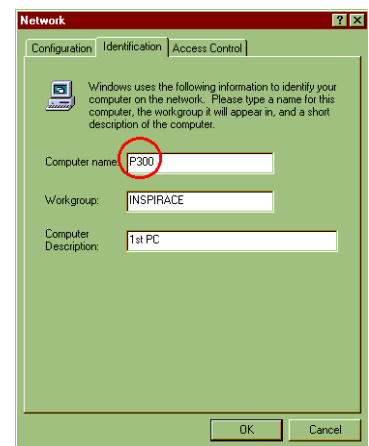 Network
Configuration Identification Access Control
Windows uses the following information to identify your
computer on the network. Please type a name for this
computer, the workgroup it will appear in, and a short
description of the computer.
Computer name: P300
Workgroup: INSPIRACE
Computer
Description: 1st PC
OK Cancel